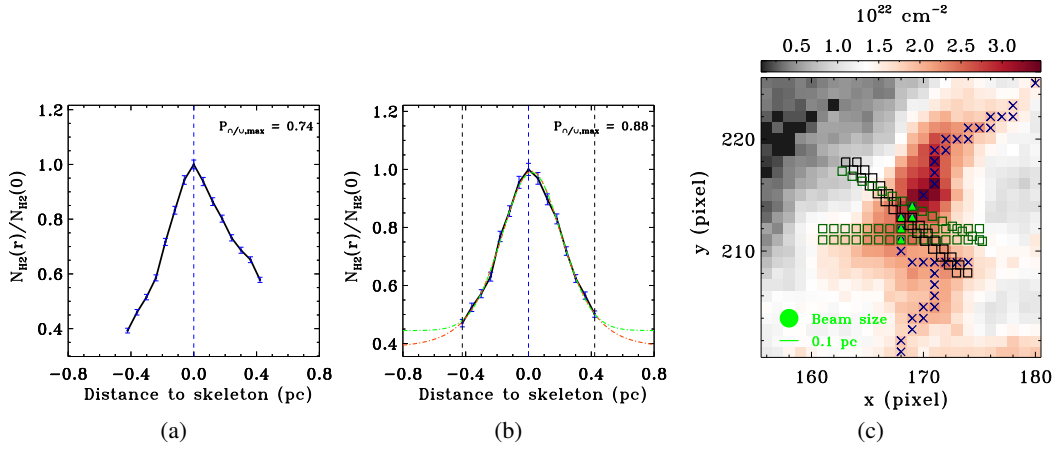 10^22 cm^-2
0.5 1.0 1.5 2.0 2.5 3.0
1.2
1.0
0.8
0.6
0.4
N_H2(r)/N_H2(0)
P_∩/∪,max = 0.74
-0.8 -0.4 0.0 0.4 0.8
Distance to skeleton (pc)
(a)
1.2
1.0
0.8
0.6
0.4
N_H2(r)/N_H2(0)
P_∩/∪,max = 0.88
-0.8 -0.4 0.0 0.4 0.8
Distance to skeleton (pc)
(b)
220
210
y (pixel)
Beam size
0.1 pc
160 170 180
x (pixel)
(c)